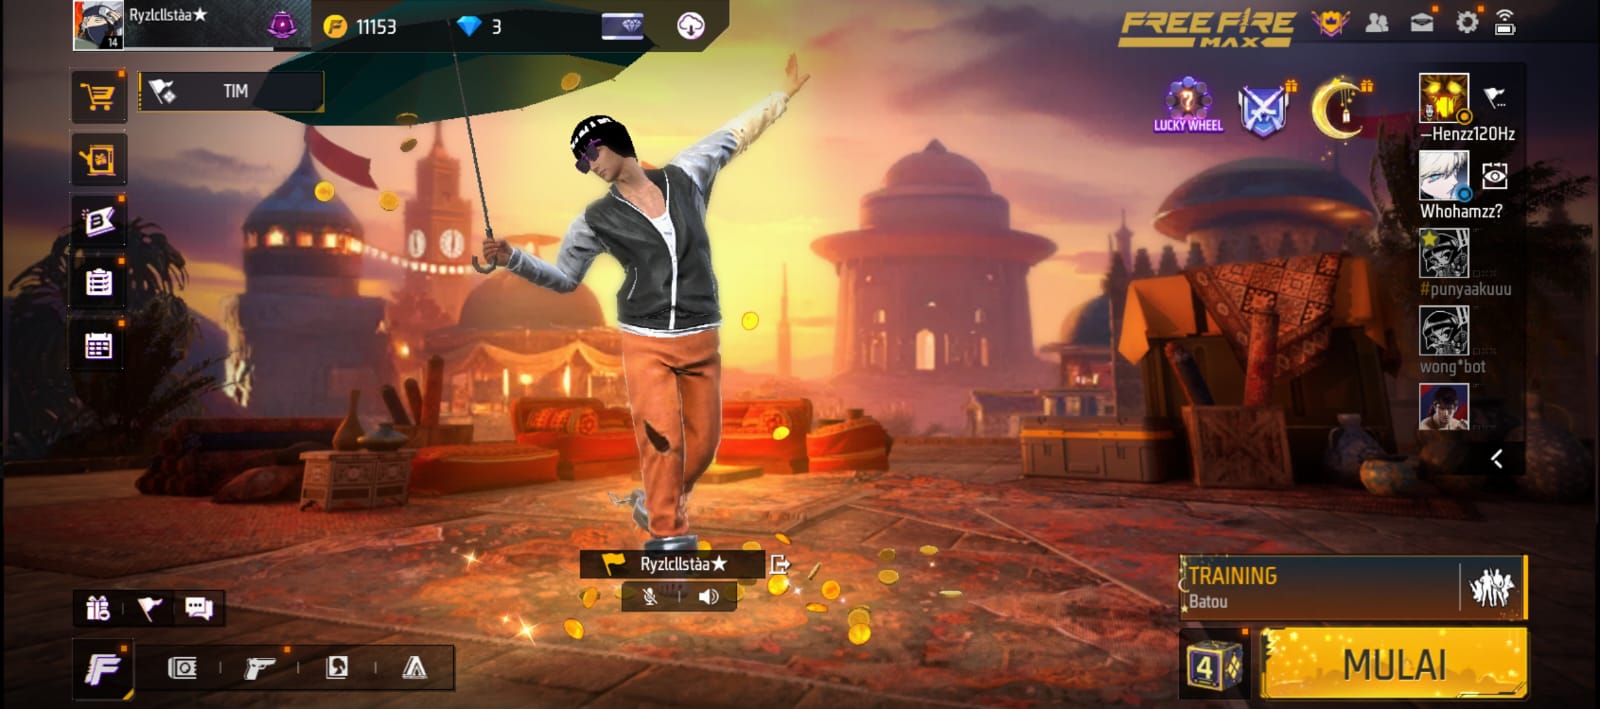 Ryzlcllstàa★
14
11153
3
FREE FIRE
MAX
TIM
LUCKY WHEEL
—Henzz120Hz
Whohamzz?
#punyaakuuu
wong*bot
B
Ryzlcllstàa★
TRAINING
Batou
4
MULAI
F